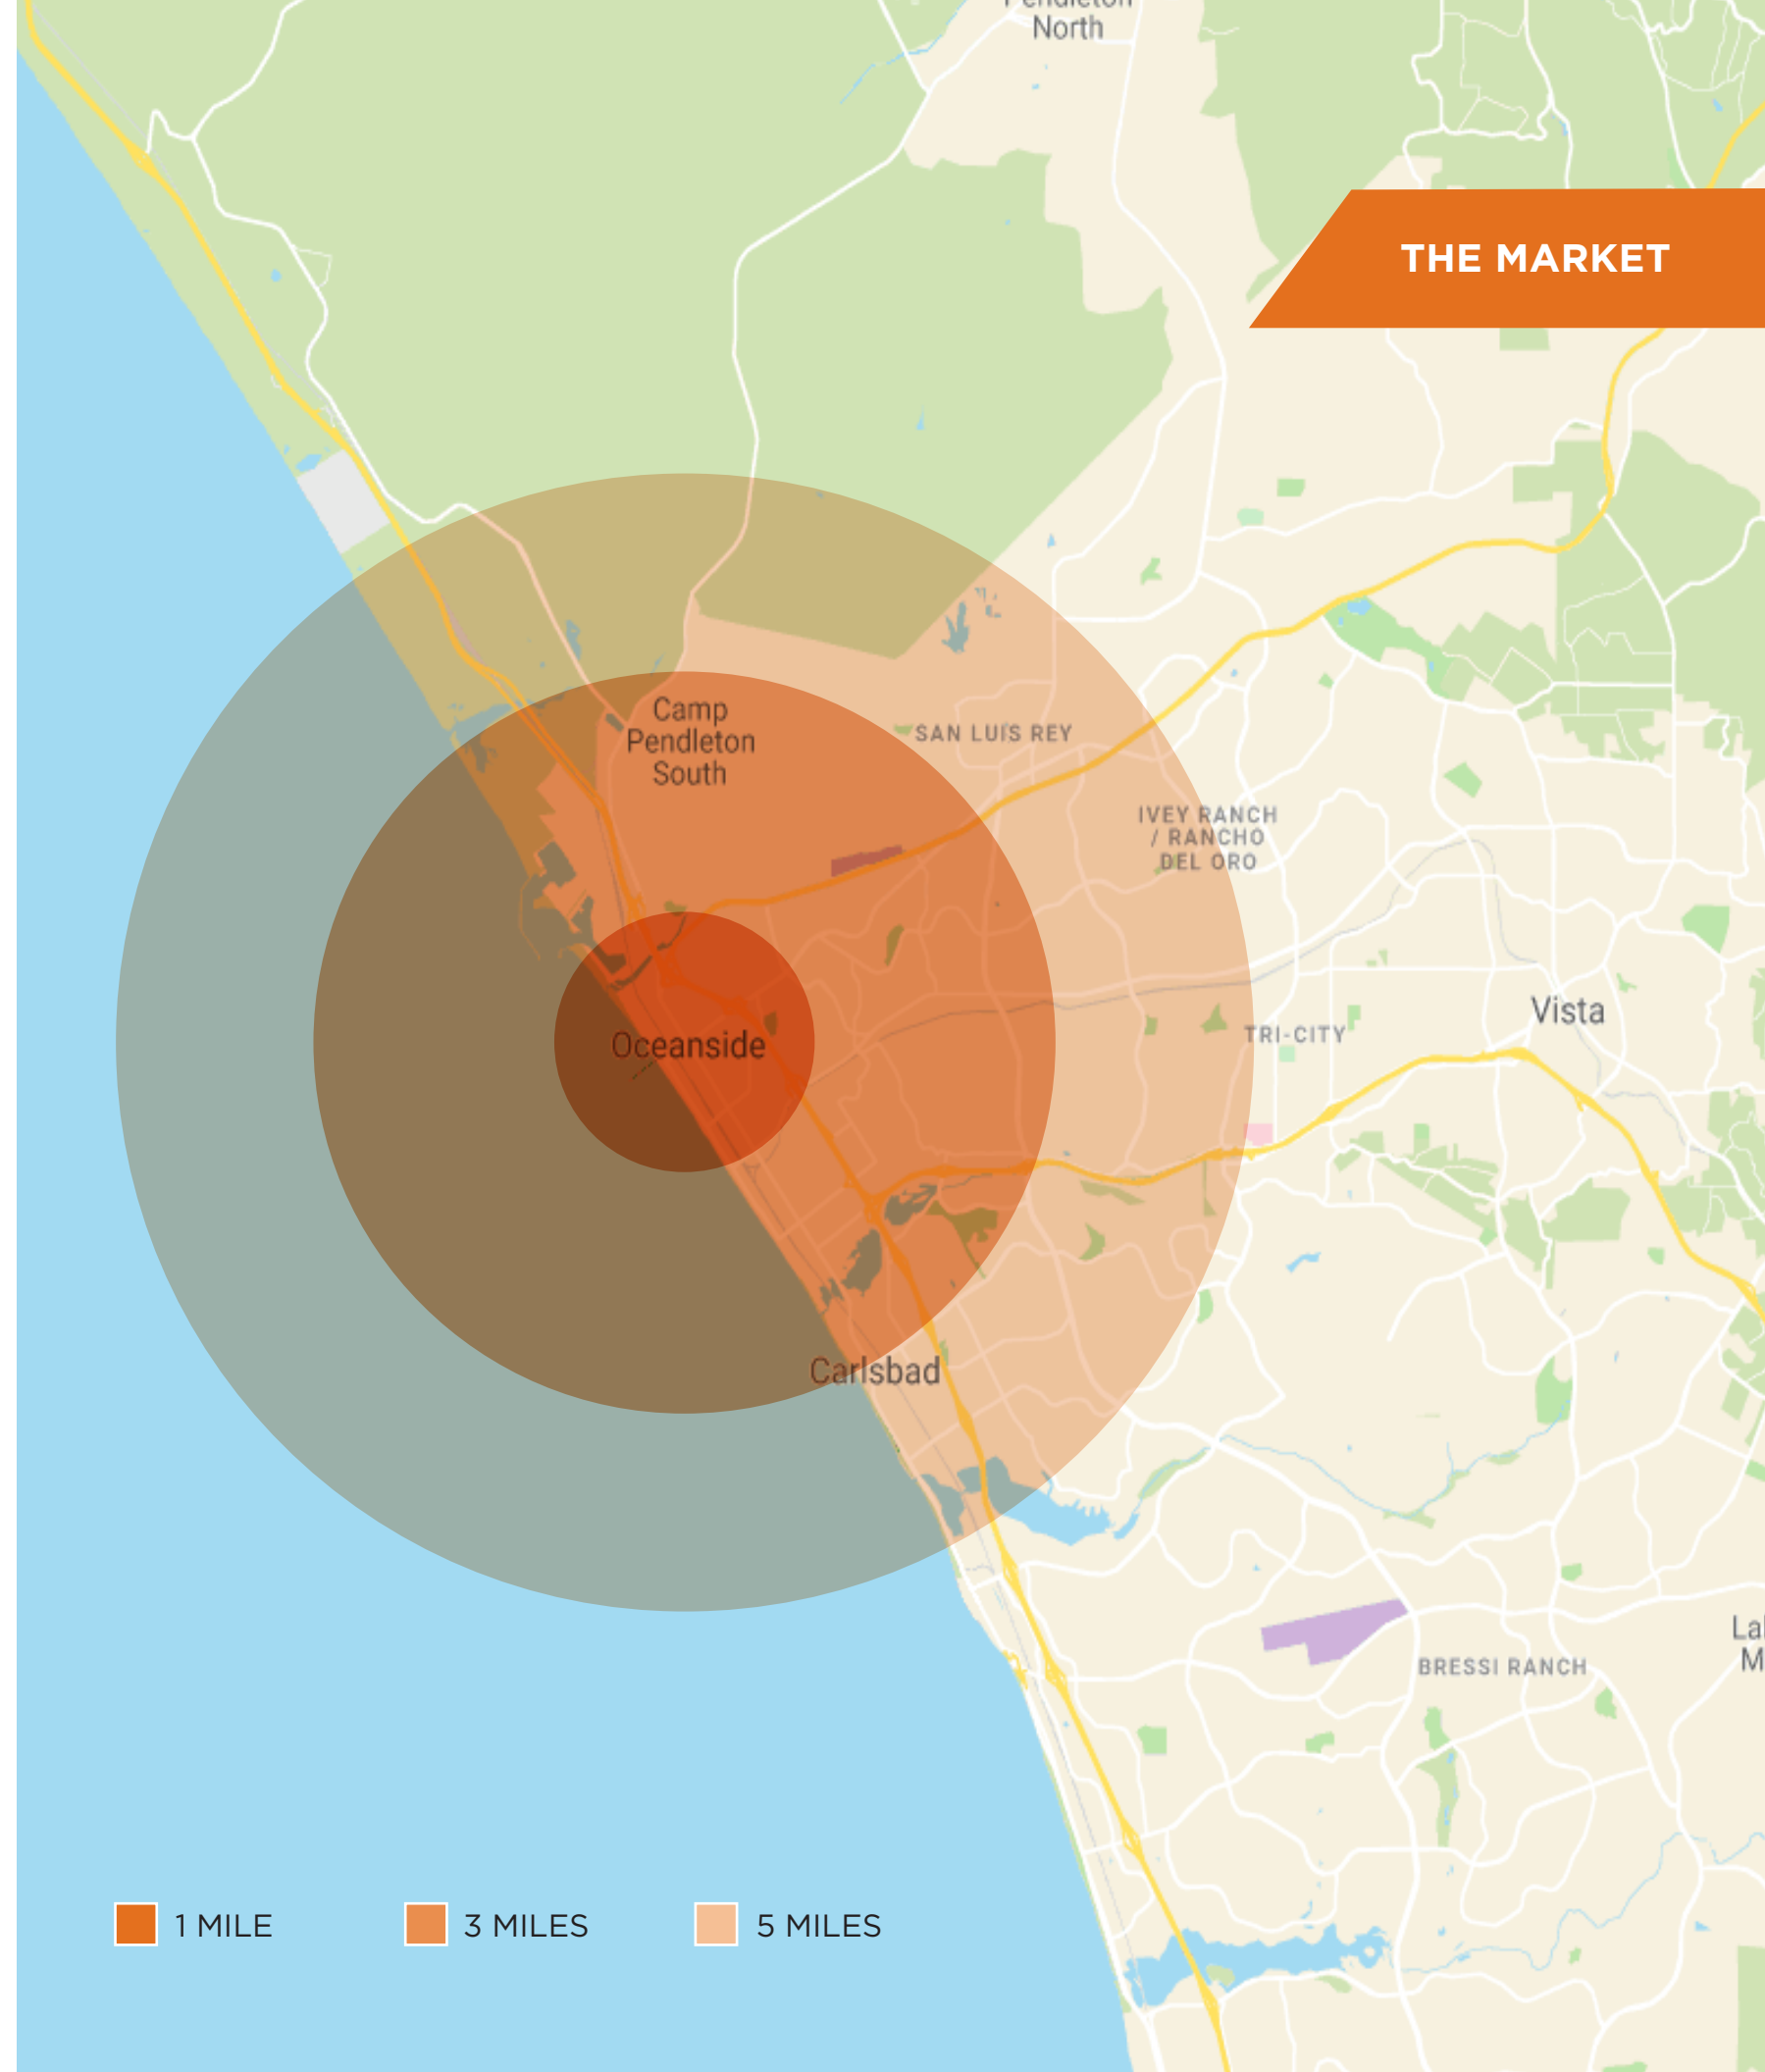 North
THE MARKET
Camp
Pendleton
South
SAN LUIS REY
IVEY RANCH
/ RANCHO
DEL ORO
Vista
TRI-CITY
Oceanside
Carlsbad
BRESSI RANCH
1 MILE
3 MILES
5 MILES